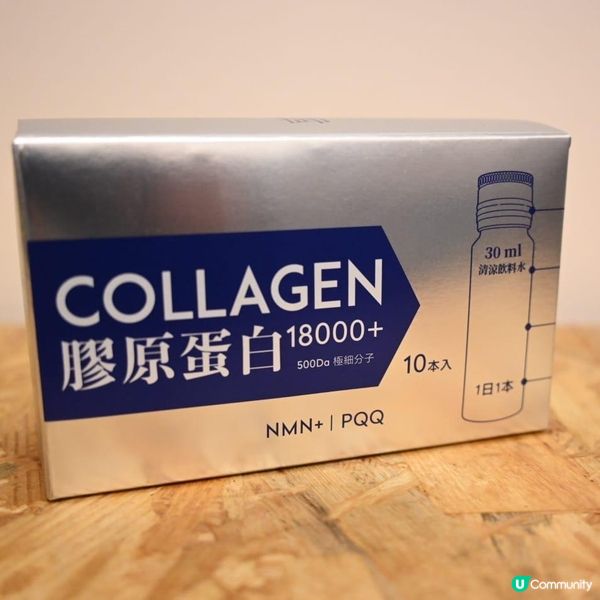 COLLAGEN
膠原蛋白18000+
500Da 極細分子
10本入
NMN+ | PQQ
30 ml
清涼飲料水
1日1本
U Community